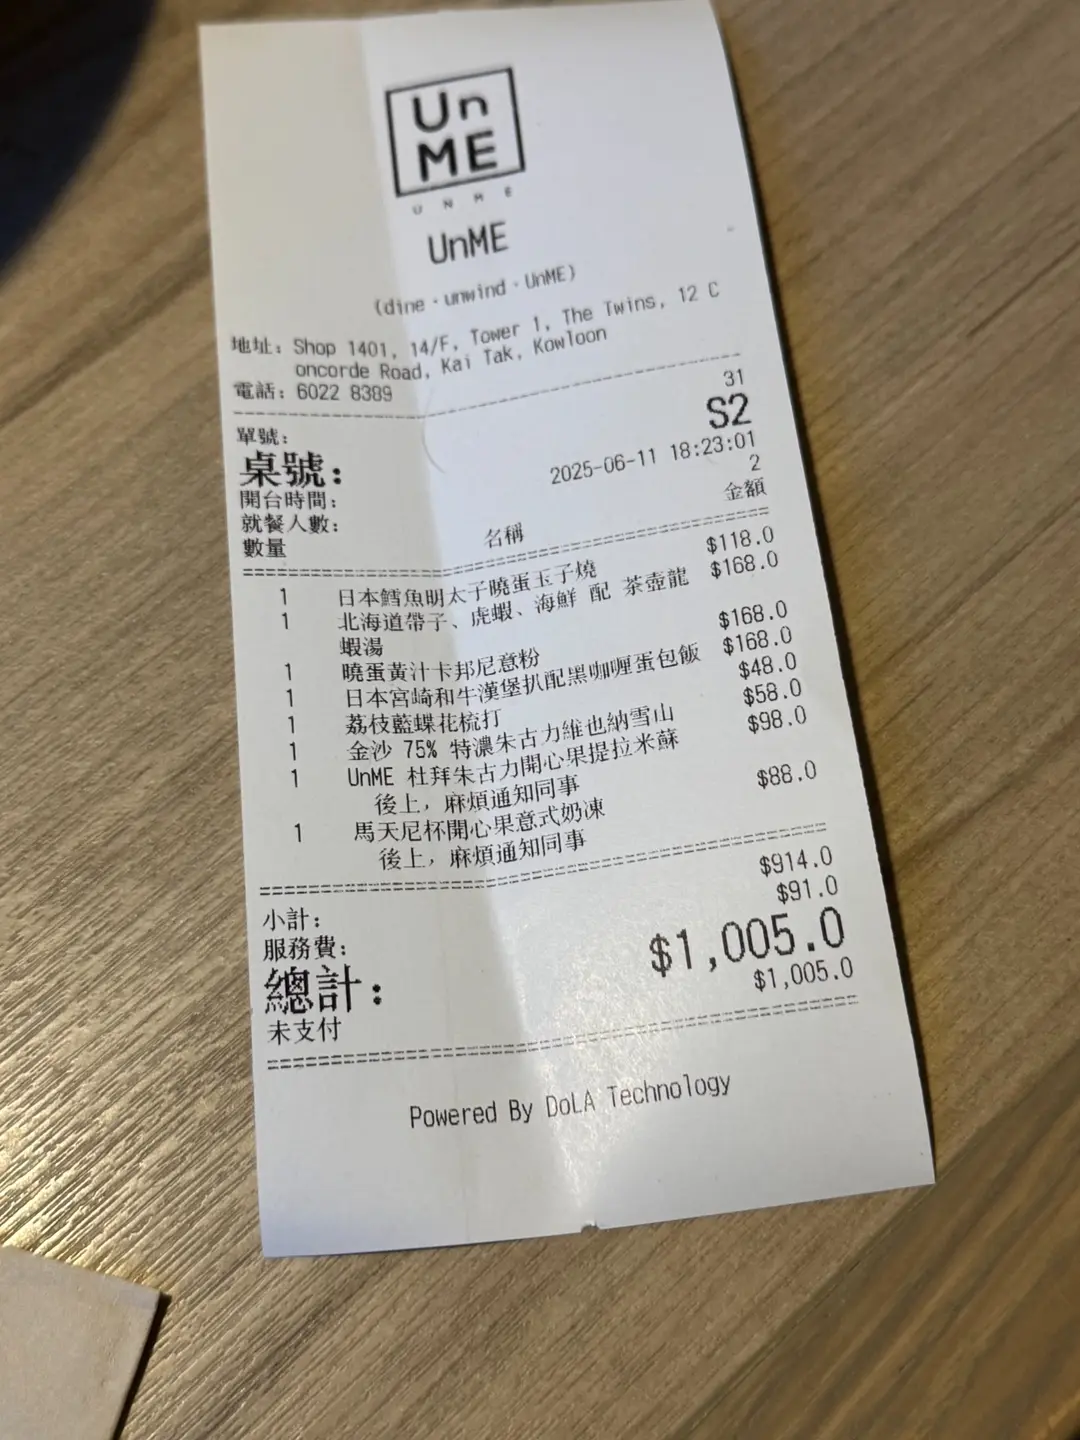 Un
ME
UNME
UnME
(dine·unwind·UnME)
地址: Shop 1401, 14/F, Tower 1, The Twins, 12 C
oncorde Road, Kai Tak, Kowloon
電話: 6022 8389
單號: 31
桌號: S2
開台時間: 2025-06-11 18:23:01
就餐人數: 2
數量 名稱 金額
1 日本鱈魚明太子曉蛋玉子燒 $118.0
1 北海道帶子、虎蝦、海鮮 配 茶壺龍 $168.0
蝦湯
1 曉蛋黃汁卡邦尼意粉 $168.0
1 日本宮崎和牛漢堡扒配黑咖喱蛋包飯 $168.0
1 荔枝藍蝶花梳打 $48.0
1 金沙 75% 特濃朱古力維也納雪山 $58.0
1 UnME 杜拜朱古力開心果提拉米蘇 $98.0
後上，麻煩通知同事
1 馬天尼杯開心果意式奶凍 $88.0
後上，麻煩通知同事
小計: $914.0
服務費: $91.0
總計: $1,005.0
未支付 $1,005.0
Powered By DoLA Technology